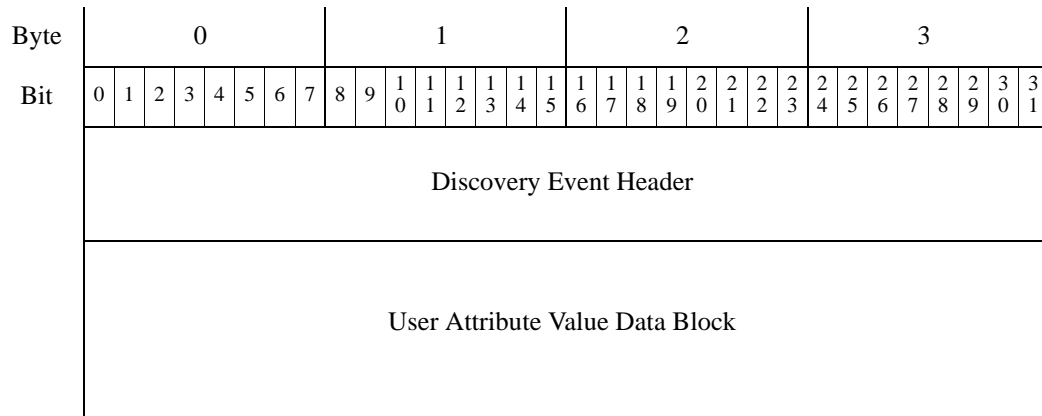 Byte 0 1 2 3
Bit 0 1 2 3 4 5 6 7 8 9 10 11 12 13 14 15 16 17 18 19 20 21 22 23 24 25 26 27 28 29 30 31
Discovery Event Header
User Attribute Value Data Block